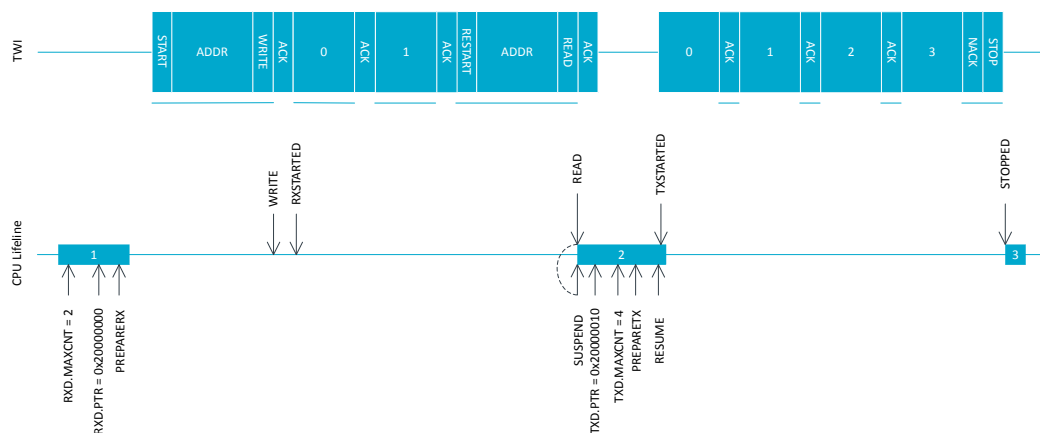 TWI
START
ADDR
WRITE
ACK
0
ACK
1
ACK
RESTART
ADDR
READ
ACK
0
ACK
1
ACK
2
ACK
3
NACK
STOP
CPU Lifeline
WRITE
RXSTARTED
READ
TXSTARTED
STOPPED
1
2
3
RXD.MAXCNT = 2
RXD.PTR = 0x20000000
PREPARERX
SUSPEND
TXD.PTR = 0x20000010
TXD.MAXCNT = 4
PREPARETX
RESUME